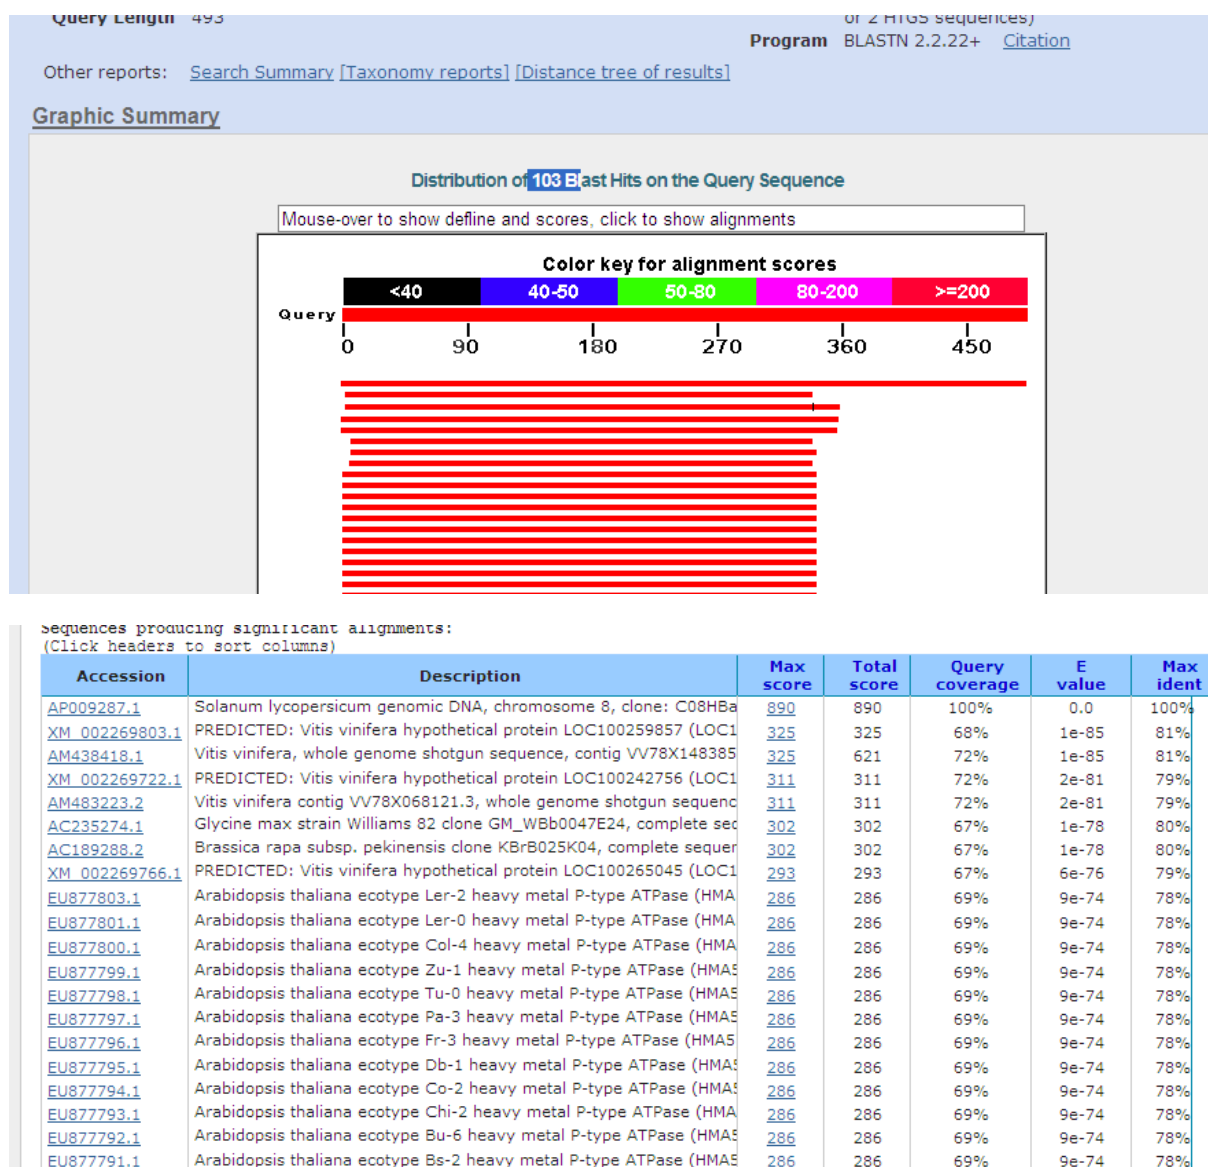 Query Length 493
or 2 HTGS sequences)
Program BLASTN 2.2.22+ Citation
Other reports: Search Summary [Taxonomy reports] [Distance tree of results]
Graphic Summary
Distribution of 103 Blast Hits on the Query Sequence
Mouse-over to show defline and scores, click to show alignments
Color key for alignment scores
<40 40-50 50-80 80-200 >=200
Query
0 90 180 270 360 450
Sequences producing significant alignments:
(Click headers to sort columns)
Accession Description Max score Total score Query coverage E value Max ident
AP009287.1 Solanum lycopersicum genomic DNA, chromosome 8, clone: C08HBa 890 890 100% 0.0 100%
XM_002269803.1 PREDICTED: Vitis vinifera hypothetical protein LOC100259857 (LOC1 325 325 68% 1e-85 81%
AM438418.1 Vitis vinifera, whole genome shotgun sequence, contig VV78X148385 325 621 72% 1e-85 81%
XM_002269722.1 PREDICTED: Vitis vinifera hypothetical protein LOC100242756 (LOC1 311 311 72% 2e-81 79%
AM483223.2 Vitis vinifera contig VV78X068121.3, whole genome shotgun sequenc 311 311 72% 2e-81 79%
AC235274.1 Glycine max strain Williams 82 clone GM_WBb0047E24, complete sec 302 302 67% 1e-78 80%
AC189288.2 Brassica rapa subsp. pekinensis clone KBrB025K04, complete sequer 302 302 67% 1e-78 80%
XM_002269766.1 PREDICTED: Vitis vinifera hypothetical protein LOC100265045 (LOC1 293 293 67% 6e-76 79%
EU877803.1 Arabidopsis thaliana ecotype Ler-2 heavy metal P-type ATPase (HMA 286 286 69% 9e-74 78%
EU877801.1 Arabidopsis thaliana ecotype Ler-0 heavy metal P-type ATPase (HMA 286 286 69% 9e-74 78%
EU877800.1 Arabidopsis thaliana ecotype Col-4 heavy metal P-type ATPase (HMA 286 286 69% 9e-74 78%
EU877799.1 Arabidopsis thaliana ecotype Zu-1 heavy metal P-type ATPase (HMA5 286 286 69% 9e-74 78%
EU877798.1 Arabidopsis thaliana ecotype Tu-0 heavy metal P-type ATPase (HMA5 286 286 69% 9e-74 78%
EU877797.1 Arabidopsis thaliana ecotype Pa-3 heavy metal P-type ATPase (HMA5 286 286 69% 9e-74 78%
EU877796.1 Arabidopsis thaliana ecotype Fr-3 heavy metal P-type ATPase (HMA5 286 286 69% 9e-74 78%
EU877795.1 Arabidopsis thaliana ecotype Db-1 heavy metal P-type ATPase (HMA5 286 286 69% 9e-74 78%
EU877794.1 Arabidopsis thaliana ecotype Co-2 heavy metal P-type ATPase (HMA5 286 286 69% 9e-74 78%
EU877793.1 Arabidopsis thaliana ecotype Chi-2 heavy metal P-type ATPase (HMA 286 286 69% 9e-74 78%
EU877792.1 Arabidopsis thaliana ecotype Bu-6 heavy metal P-type ATPase (HMA5 286 286 69% 9e-74 78%
EU877791.1 Arabidopsis thaliana ecotype Bs-2 heavy metal P-type ATPase (HMA5 286 286 69% 9e-74 78%